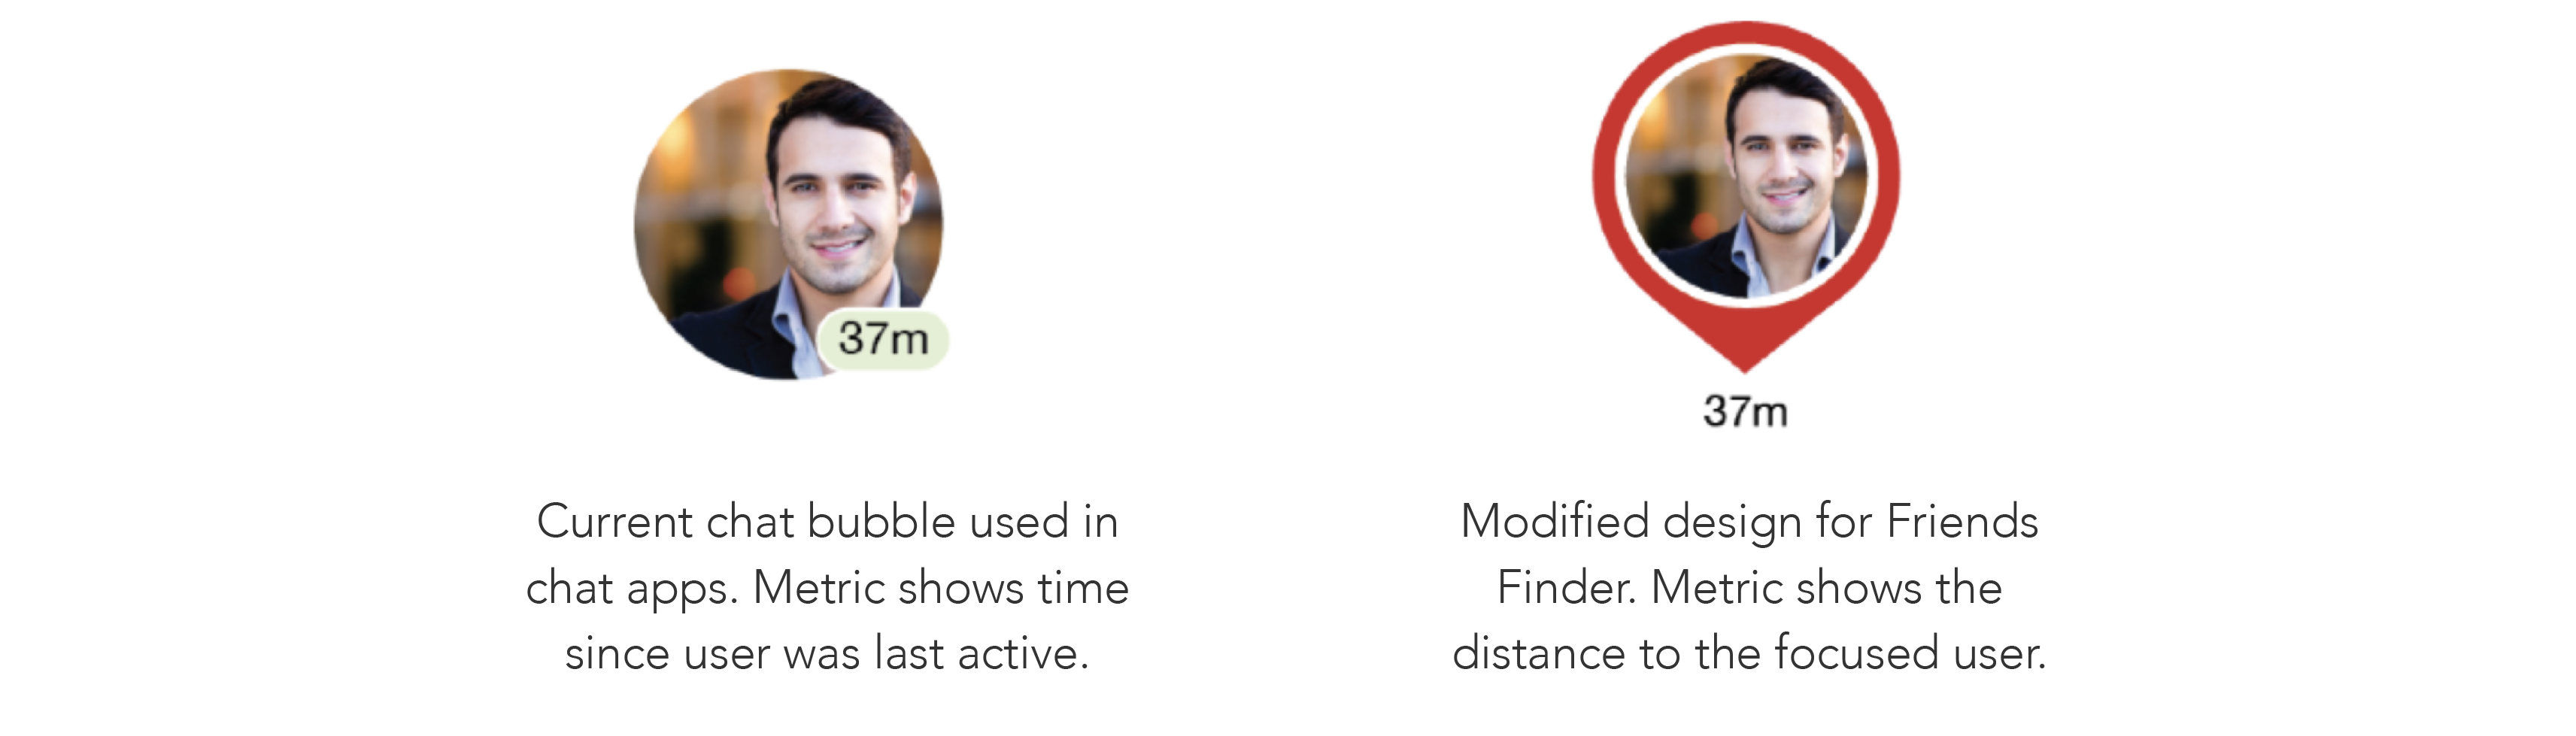 37m
Current chat bubble used in
chat apps. Metric shows time
since user was last active.
37m
Modified design for Friends
Finder. Metric shows the
distance to the focused user.